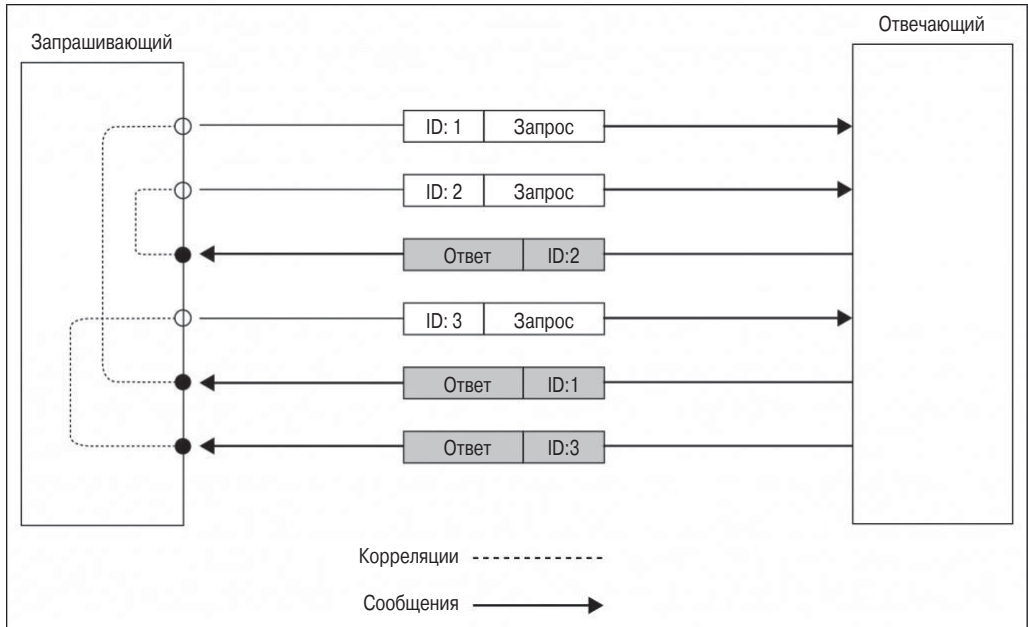 Запрашивающий
Отвечающий
ID: 1 Запрос
ID: 2 Запрос
Ответ ID:2
ID: 3 Запрос
Ответ ID:1
Ответ ID:3
Корреляции
Сообщения